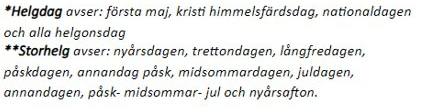 *Helgdag avser: första maj, kristi himmelsfärdsdag, nationaldagen
och alla helgonsdag
**Storhelg avser: nyårsdagen, trettondagen, långfredagen,
påskdagen, annandag påsk, midsommardagen, juldagen,
annandagen, påsk- midsommar- jul och nyårsafton.